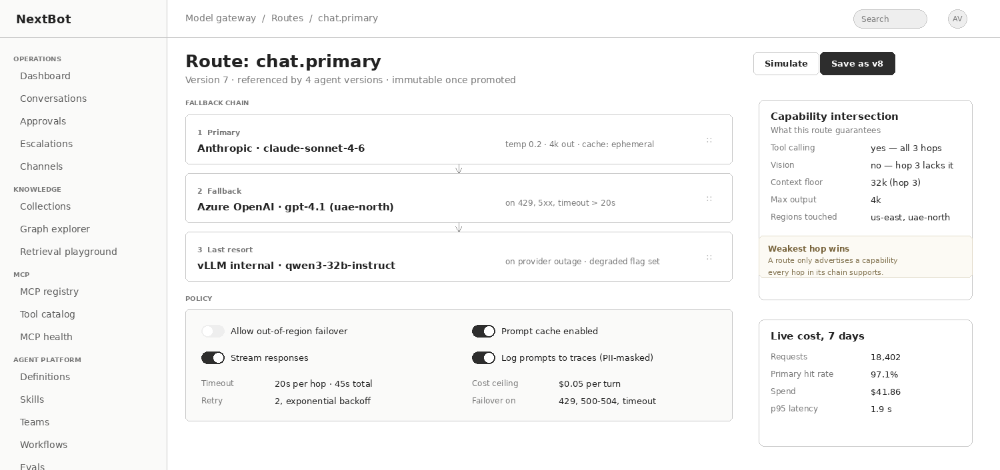 NextBot
Model gateway / Routes / chat.primary
Search
AV
OPERATIONS
Dashboard
Conversations
Approvals
Escalations
Channels
KNOWLEDGE
Collections
Graph explorer
Retrieval playground
MCP
MCP registry
Tool catalog
MCP health
AGENT PLATFORM
Definitions
Skills
Teams
Workflows
Evals
Route: chat.primary
Version 7 · referenced by 4 agent versions · immutable once promoted
Simulate
Save as v8
FALLBACK CHAIN
1 Primary
Anthropic · claude-sonnet-4-6
temp 0.2 · 4k out · cache: ephemeral
2 Fallback
Azure OpenAI · gpt-4.1 (uae-north)
on 429, 5xx, timeout > 20s
3 Last resort
vLLM internal · qwen3-32b-instruct
on provider outage · degraded flag set
POLICY
Allow out-of-region failover
Prompt cache enabled
Stream responses
Log prompts to traces (PII-masked)
Timeout 20s per hop · 45s total
Cost ceiling $0.05 per turn
Retry 2, exponential backoff
Failover on 429, 500-504, timeout
Capability intersection
What this route guarantees
Tool calling yes — all 3 hops
Vision no — hop 3 lacks it
Context floor 32k (hop 3)
Max output 4k
Regions touched us-east, uae-north
Weakest hop wins
A route only advertises a capability
every hop in its chain supports.
Live cost, 7 days
Requests 18,402
Primary hit rate 97.1%
Spend $41.86
p95 latency 1.9 s